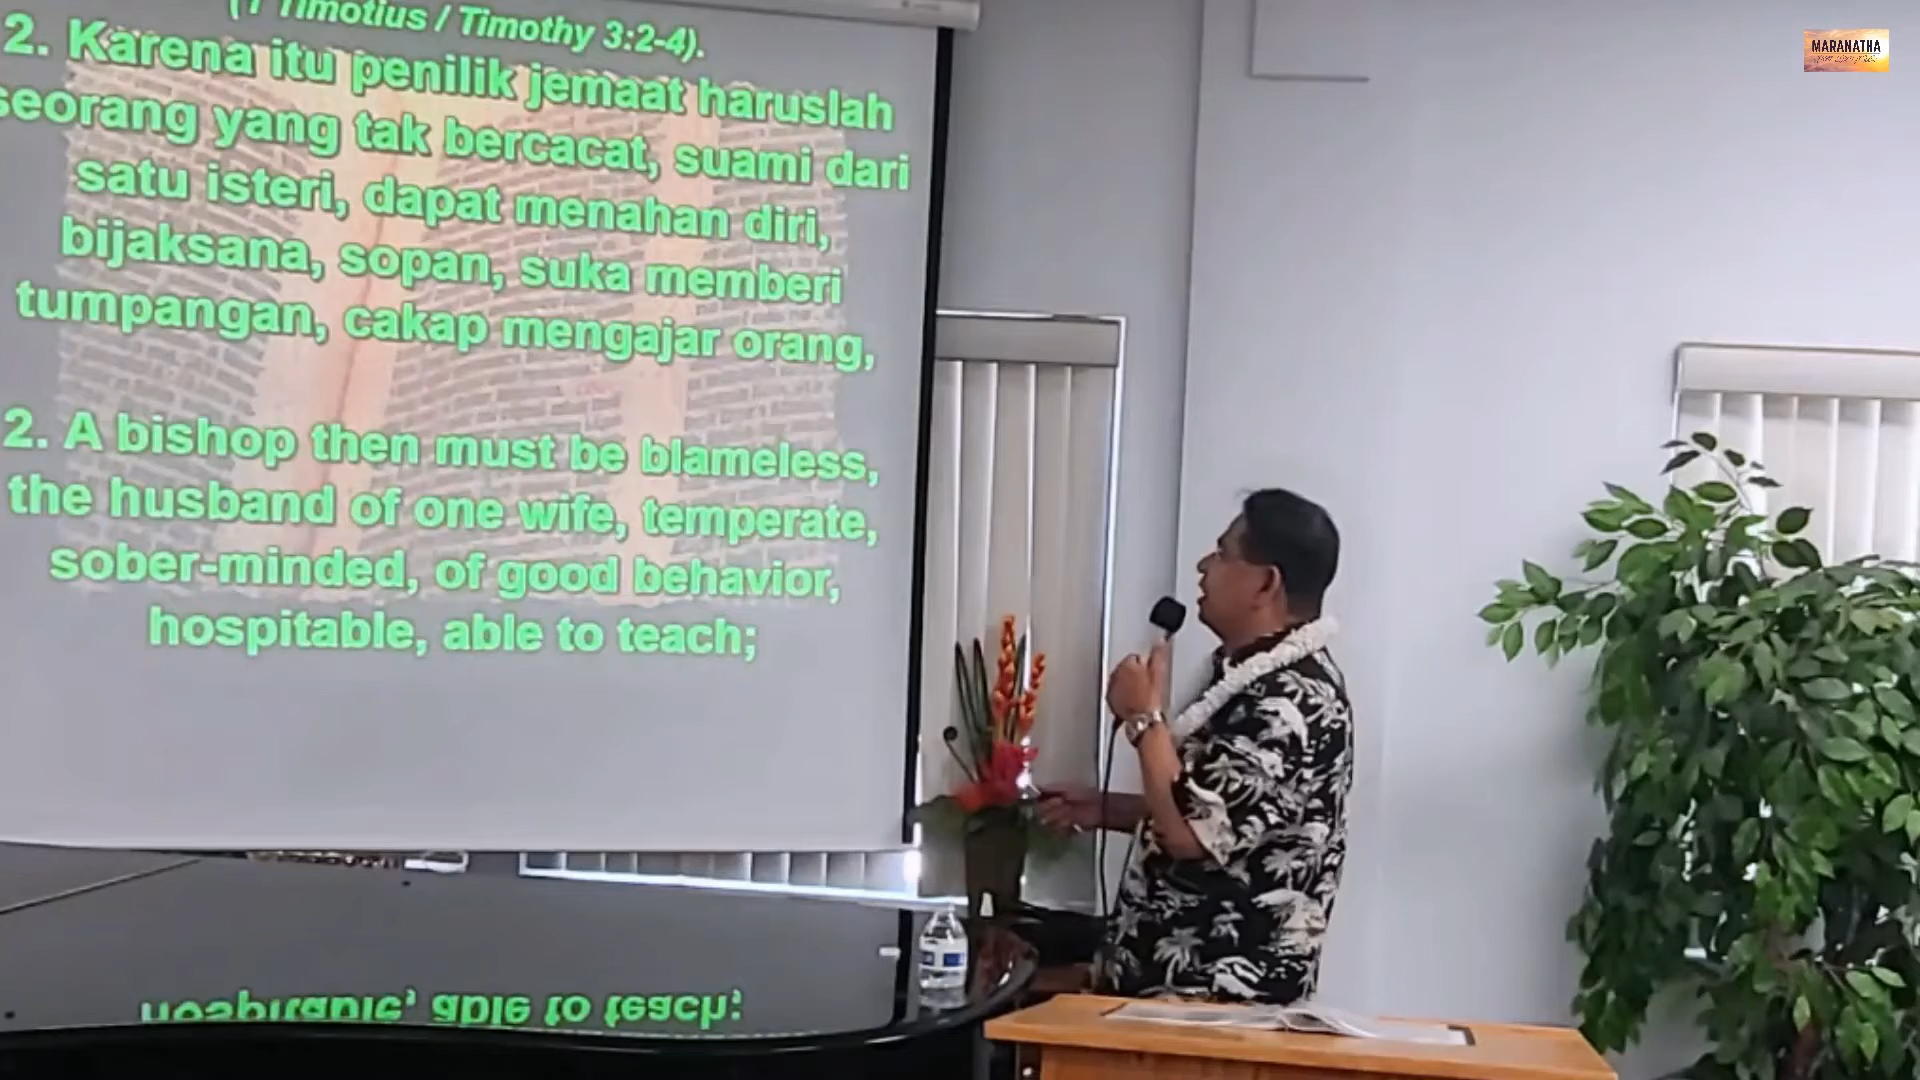 (1 Timotius / Timothy 3:2-4).
2. Karena itu penilik jemaat haruslah
seorang yang tak bercacat, suami dari
satu isteri, dapat menahan diri,
bijaksana, sopan, suka memberi
tumpangan, cakap mengajar orang,
2. A bishop then must be blameless,
the husband of one wife, temperate,
sober-minded, of good behavior,
hospitable, able to teach;
MARANATHA